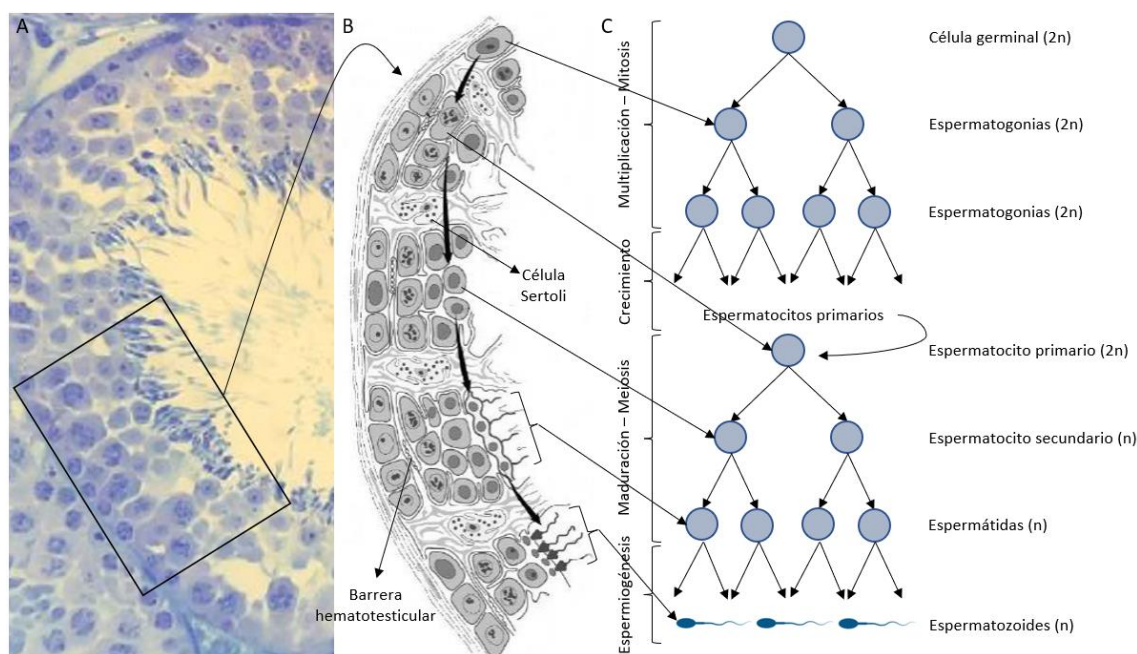 A
B
C
Célula
Sertoli
Barrera
hematotesticular
Multiplicación – Mitosis
Crecimiento
Maduración – Meiosis
Espermiogénesis
Célula germinal (2n)
Espermatogonias (2n)
Espermatogonias (2n)
Espermatocitos primarios
Espermatocito primario (2n)
Espermatocito secundario (n)
Espermátidas (n)
Espermatozoides (n)